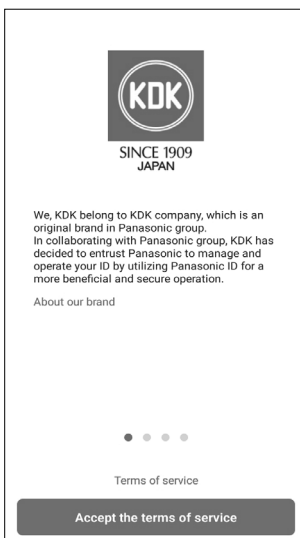 KDK
SINCE 1909
JAPAN
We, KDK belong to KDK company, which is an
original brand in Panasonic group.
In collaborating with Panasonic group, KDK has
decided to entrust Panasonic to manage and
operate your ID by utilizing Panasonic ID for a
more beneficial and secure operation.
About our brand
Terms of service
Accept the terms of service